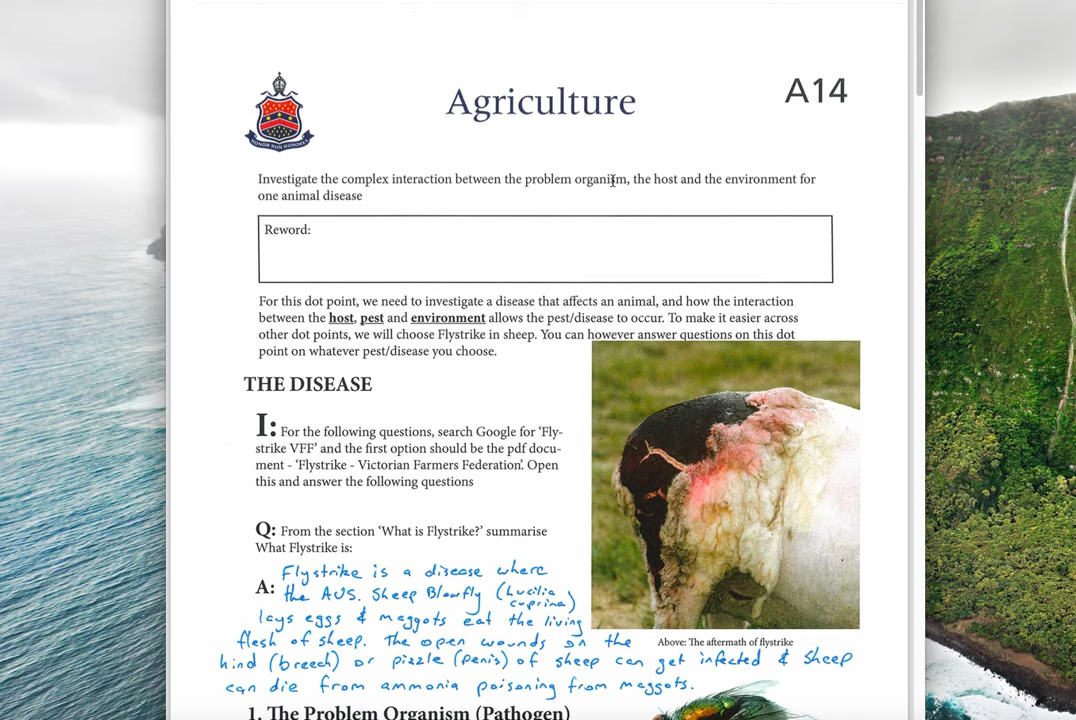 Agriculture
A14
HONOR NON HONORES
Investigate the complex interaction between the problem organism, the host and the environment for
one animal disease
Reword:
For this dot point, we need to investigate a disease that affects an animal, and how the interaction
between the host, pest and environment allows the pest/disease to occur. To make it easier across
other dot points, we will choose Flystrike in sheep. You can however answer questions on this dot
point on whatever pest/disease you choose.
THE DISEASE
I: For the following questions, search Google for ‘Fly-
strike VFF’ and the first option should be the pdf docu-
ment - ‘Flystrike - Victorian Farmers Federation’. Open
this and answer the following questions
Q: From the section ‘What is Flystrike?’ summarise
What Flystrike is:
A: Flystrike is a disease where
the AUS. Sheep Blowfly (Lucilia
cuprina)
lays eggs & maggots eat the living
flesh of sheep. The open wounds on the
hind (breech) or pizzle (penis) of sheep can get infected & sheep
can die from ammonia poisoning from maggots.
Above: The aftermath of flystrike
1. The Problem Organism (Pathogen)